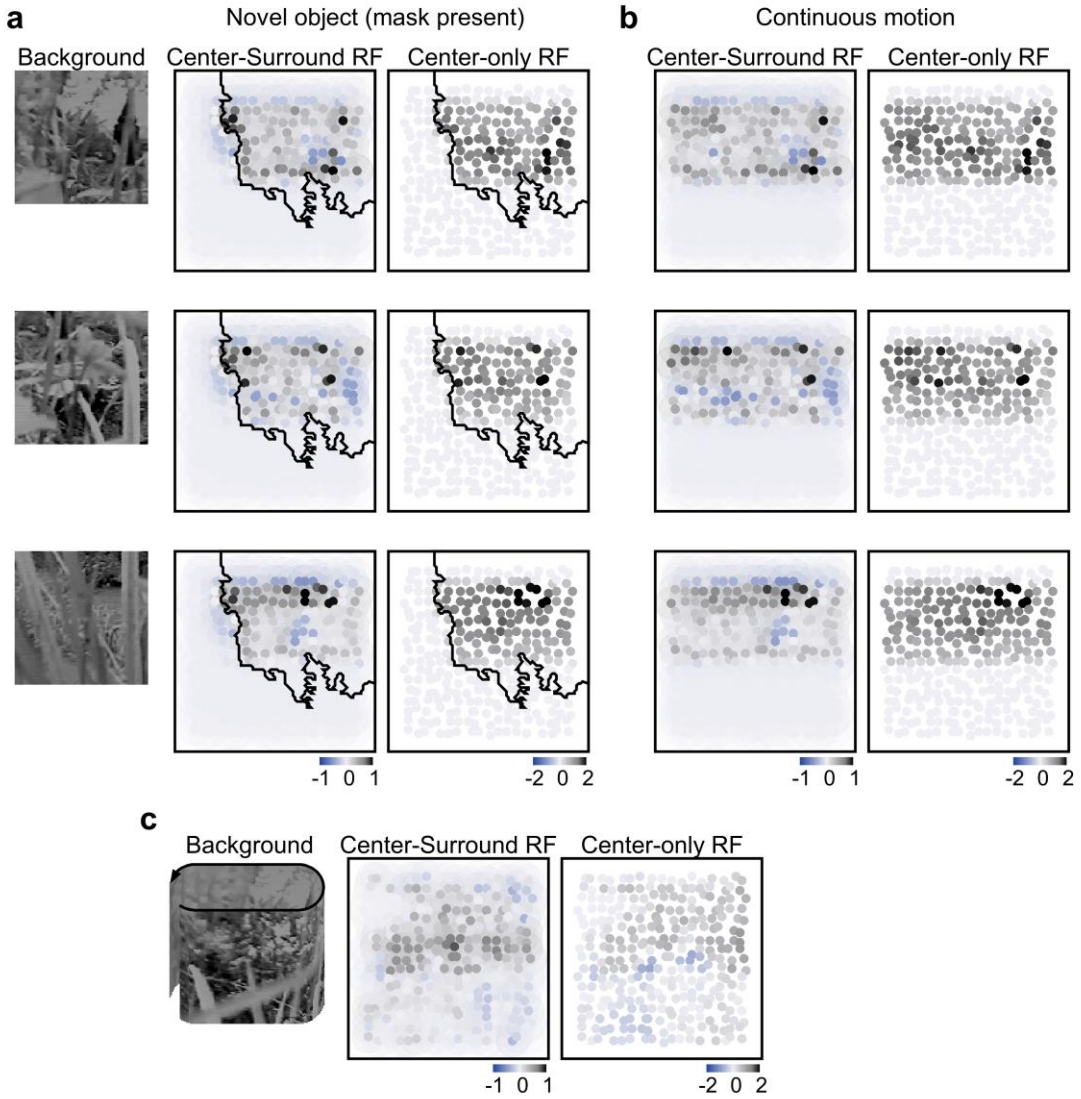 a
Novel object (mask present)
b
Continuous motion
Background
Center-Surround RF
Center-only RF
Center-Surround RF
Center-only RF
-1 0 1
-2 0 2
-1 0 1
-2 0 2
c
Background
Center-Surround RF
Center-only RF
-1 0 1
-2 0 2